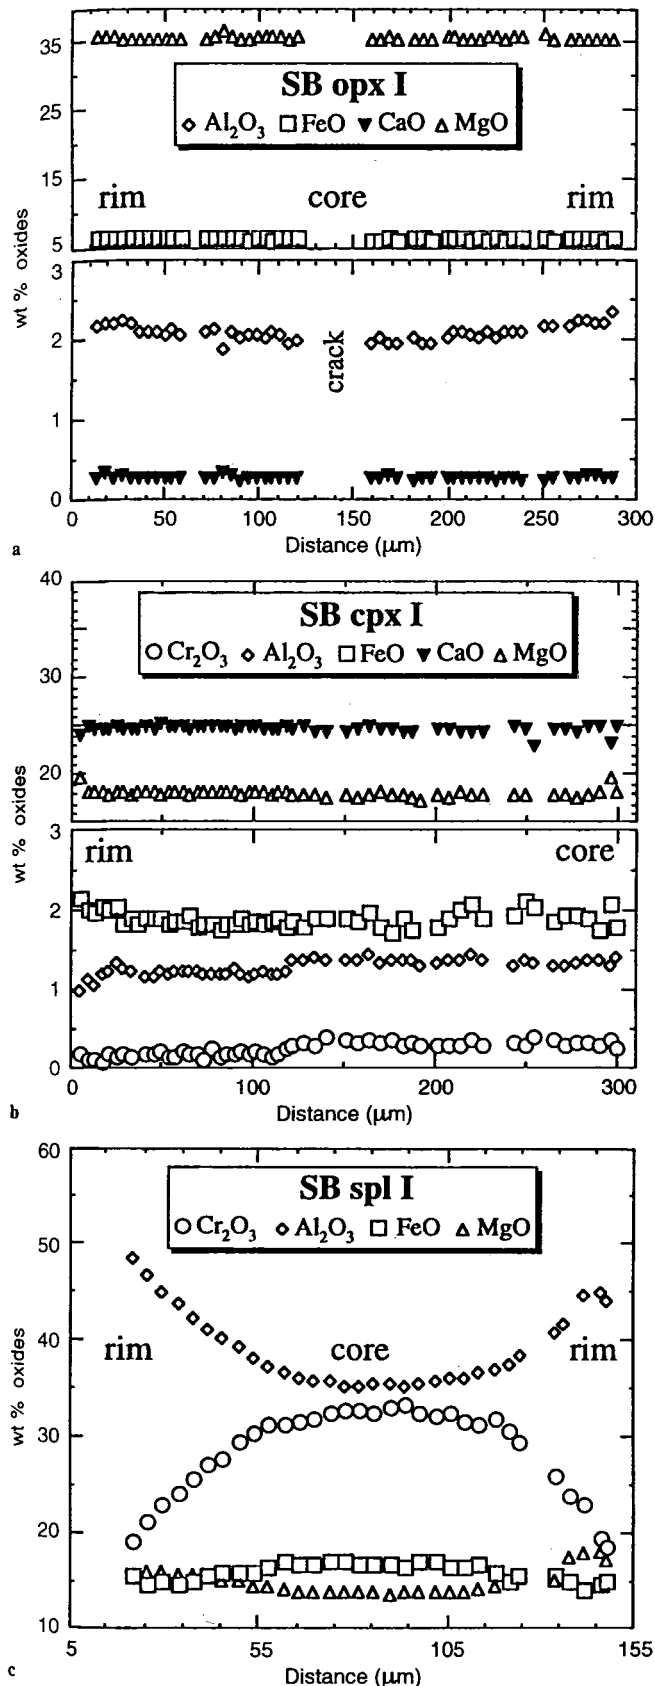 35
25
15
5
SB opx I
◇ Al₂O₃ □ FeO ▼ CaO △ MgO
rim core rim
wt % oxides
3
2
1
0
crack
0 50 100 150 200 250 300
Distance (μm)
a
40
30
20
SB cpx I
○ Cr₂O₃ ◇ Al₂O₃ □ FeO ▼ CaO △ MgO
wt % oxides
3
2
1
0
rim core
0 100 200 300
Distance (μm)
b
60
50
40
30
20
10
SB spl I
○ Cr₂O₃ ◇ Al₂O₃ □ FeO △ MgO
rim core rim
wt % oxides
5 55 105 155
Distance (μm)
c